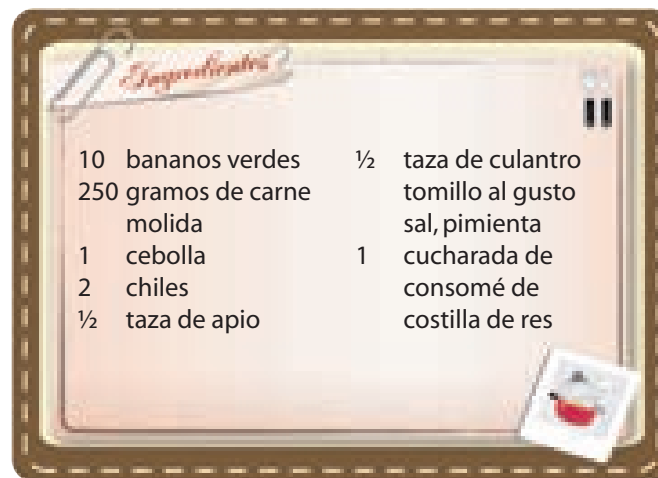 Ingredientes
10 bananos verdes
250 gramos de carne
molida
1 cebolla
2 chiles
½ taza de apio
½ taza de culantro
tomillo al gusto
sal, pimienta
1 cucharada de
consomé de
costilla de res